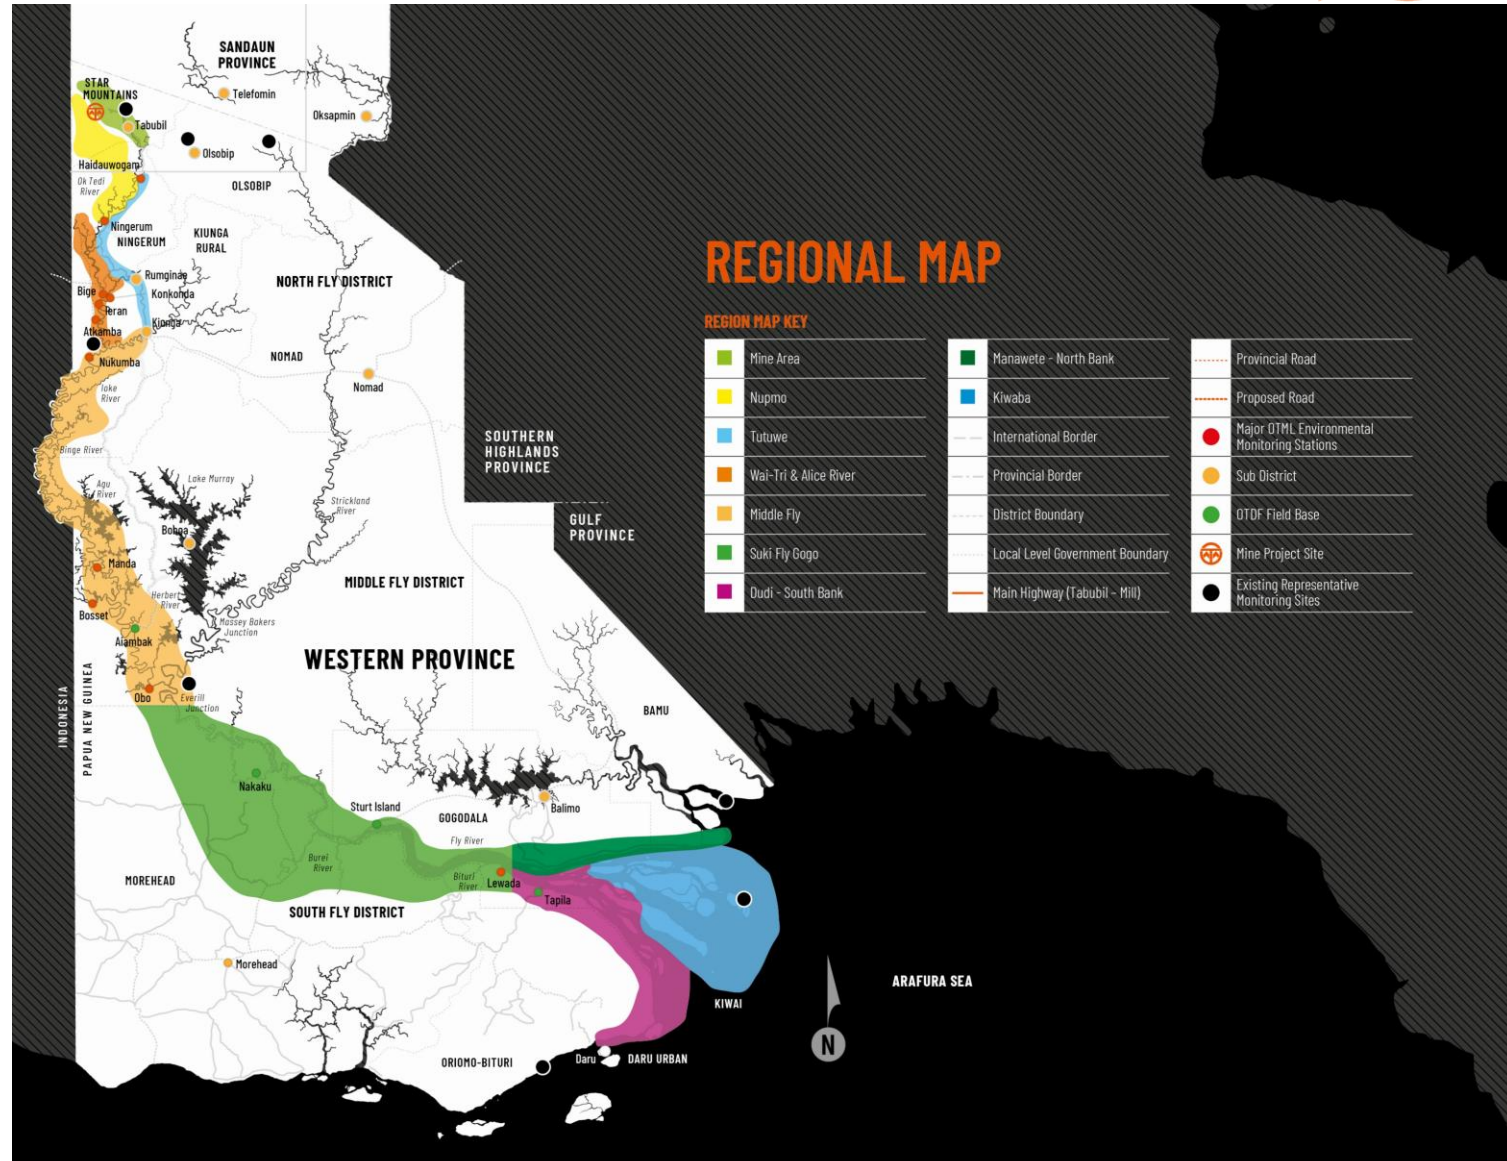 SANDAUN
PROVINCE
STAR
MOUNTAINS
Telefomin
Oksapmin
Tabubil
Olsobip
Haidauwogam
Ok Tedi
River
OLSOBIP
Ningerum
NINGERUM
KIUNGA
RURAL
Rumginae
NORTH FLY DISTRICT
Bige
Konkonda
Ieran
Kiunga
Atkamba
Nukumba
NOMAD
Nomad
Binge River
SOUTHERN
HIGHLANDS
PROVINCE
Agu
River
Lake Murray
Strickland
River
GULF
PROVINCE
Boboa
Manda
MIDDLE FLY DISTRICT
Herbert
River
Bosset
Massey Bakers
Junction
Aiambak
WESTERN PROVINCE
INDONESIA
PAPUA NEW GUINEA
Obo
Everill
Junction
BAMU
Nakaku
Sturt Island
Balimo
GOGODALA
Fly River
Burei
River
Bituri
River
Lewada
Tapila
MOREHEAD
SOUTH FLY DISTRICT
Morehead
KIWAI
ARAFURA SEA
N
ORIOMO-BITURI
Daru
DARU URBAN
REGIONAL MAP
REGION MAP KEY
Mine Area
Nupmo
Tutuwe
Wai-Tri & Alice River
Middle Fly
Suki Fly Gogo
Dudi - South Bank
Manawete - North Bank
Kiwaba
International Border
Provincial Border
District Boundary
Local Level Government Boundary
Main Highway (Tabubil - Mill)
Provincial Road
Proposed Road
Major OTML Environmental
Monitoring Stations
Sub District
OTDF Field Base
Mine Project Site
Existing Representative
Monitoring Sites